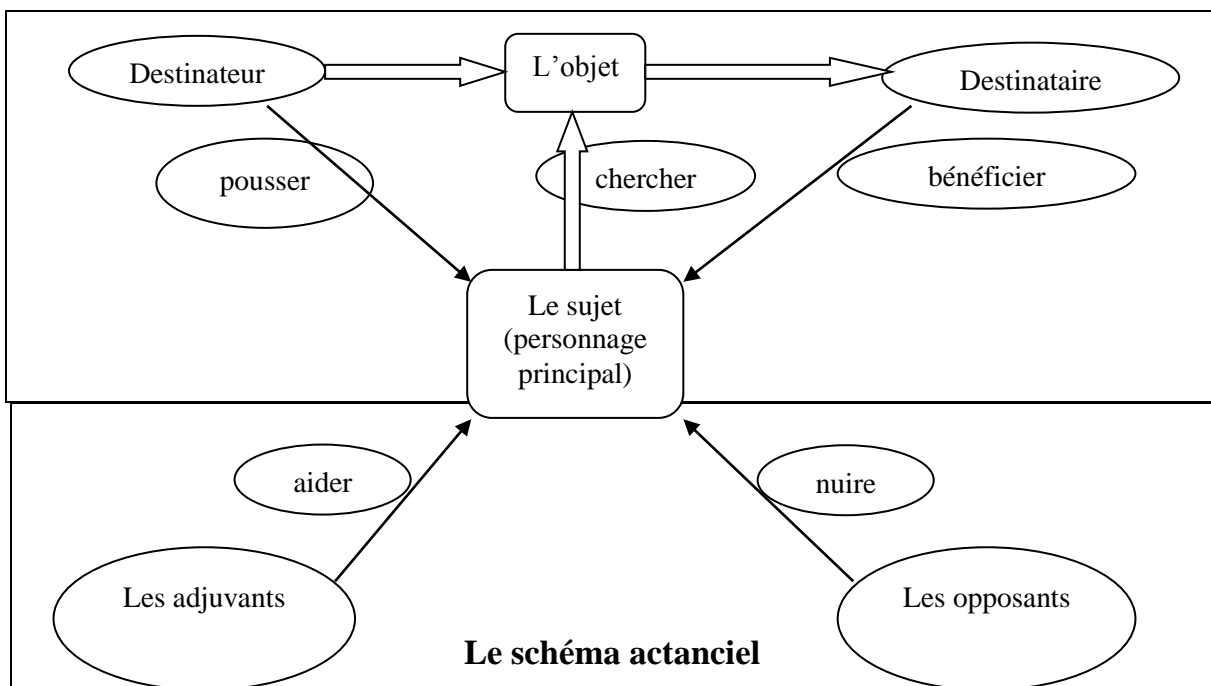 Destinateur
L’objet
Destinataire
pousser
chercher
bénéficier
Le sujet
(personnage
principal)
aider
nuire
Les adjuvants
Les opposants
Le schéma actanciel